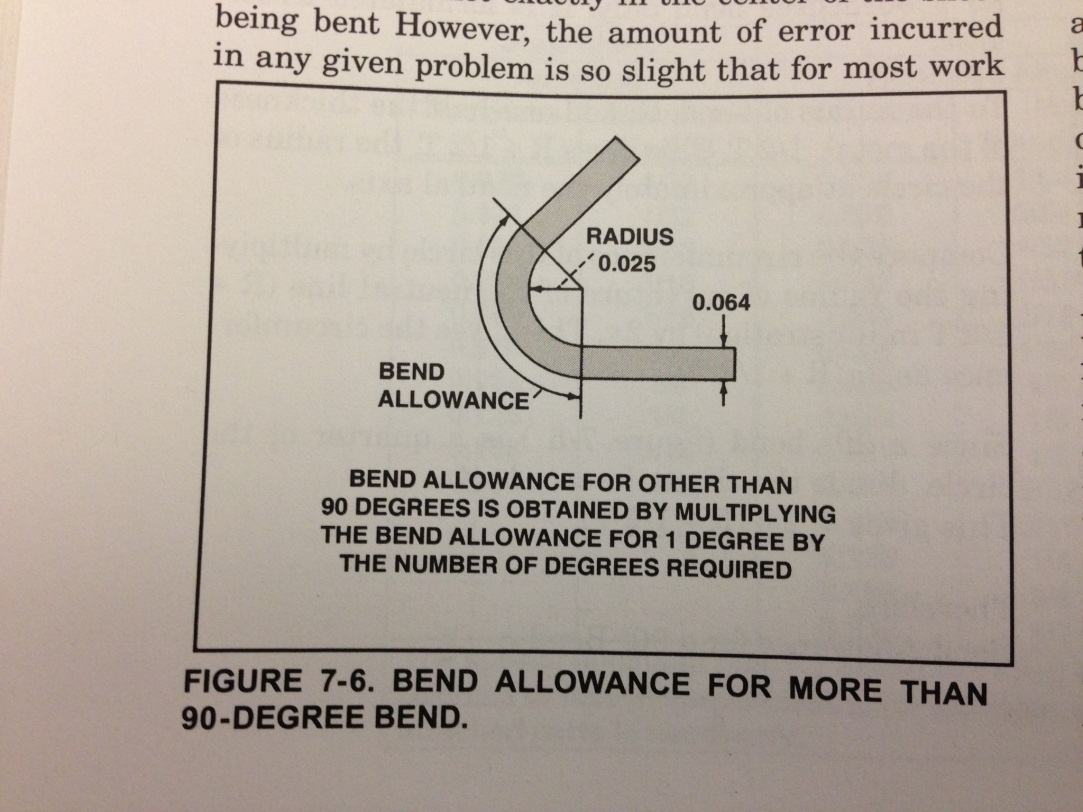 being bent However, the amount of error incurred
in any given problem is so slight that for most work
RADIUS
0.025
0.064
BEND
ALLOWANCE
BEND ALLOWANCE FOR OTHER THAN
90 DEGREES IS OBTAINED BY MULTIPLYING
THE BEND ALLOWANCE FOR 1 DEGREE BY
THE NUMBER OF DEGREES REQUIRED
FIGURE 7-6. BEND ALLOWANCE FOR MORE THAN
90-DEGREE BEND.